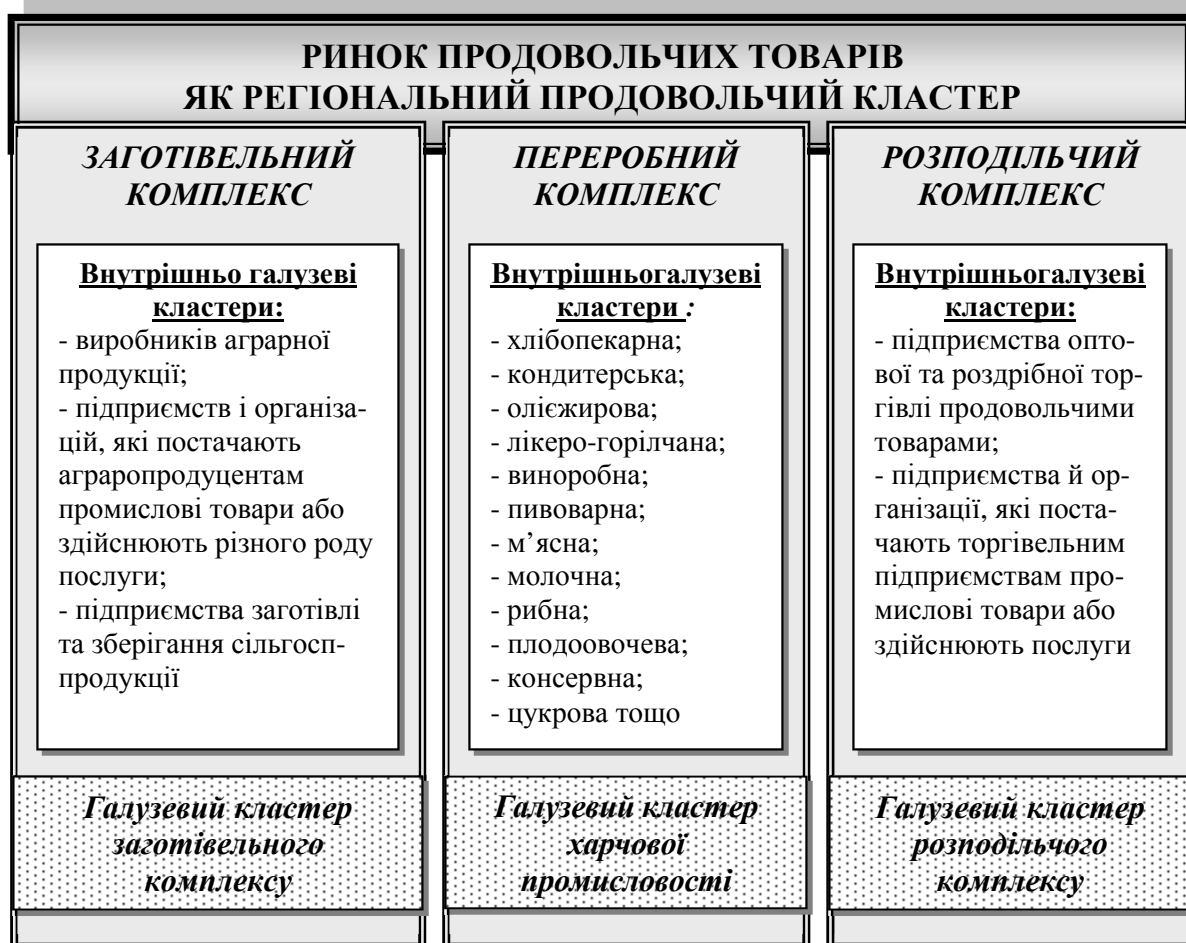 РИНОК ПРОДОВОЛЬЧИХ ТОВАРІВ
ЯК РЕГІОНАЛЬНИЙ ПРОДОВОЛЬЧИЙ КЛАСТЕР
ЗАГОТІВЕЛЬНИЙ
КОМПЛЕКС
Внутрішньо галузеві
кластери:
- виробників аграрної
продукції;
- підприємств і організа-
цій, які постачають
аграропродуцентам
промислові товари або
здійснюють різного роду
послуги;
- підприємства заготівлі
та зберігання сільгосп-
продукції
Галузевий кластер
заготівельного
комплексу
ПЕРЕРОБНИЙ
КОМПЛЕКС
Внутрішньогалузеві
кластери :
- хлібопекарна;
- кондитерська;
- олієжирова;
- лікеро-горілчана;
- виноробна;
- пивоварна;
- м’ясна;
- молочна;
- рибна;
- плодоовочева;
- консервна;
- цукрова тощо
Галузевий кластер
харчової
промисловості
РОЗПОДІЛЬЧИЙ
КОМПЛЕКС
Внутрішньогалузеві
кластери:
- підприємства опто-
вої та роздрібної тор-
гівлі продовольчими
товарами;
- підприємства й ор-
ганізації, які поста-
чають торгівельним
підприємствам про-
мислові товари або
здійснюють послуги
Галузевий кластер
розподільчого
комплексу